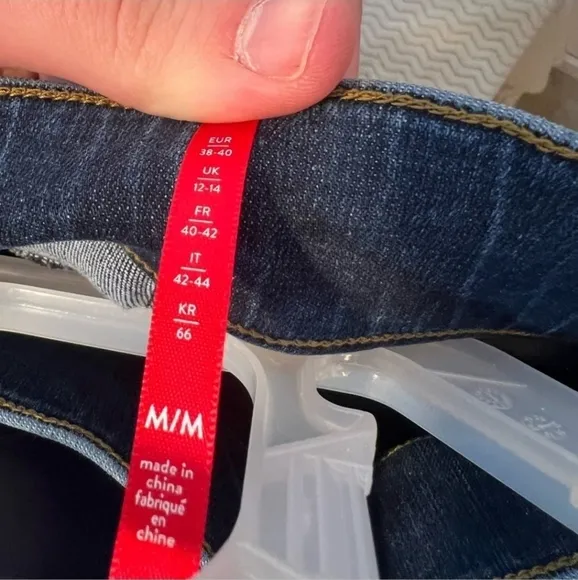 EUR
38-40
UK
12-14
FR
40-42
IT
42-44
KR
66
M/M
made in
china
fabriqué
en
chine